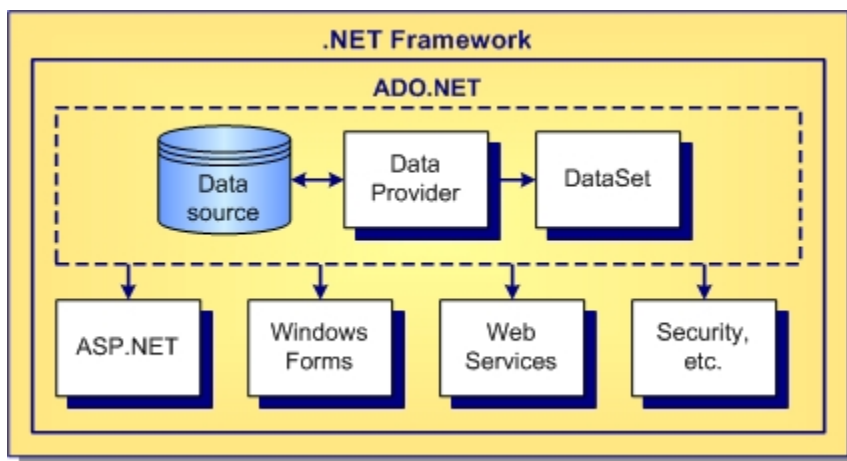 .NET Framework
ADO.NET
Data
source
Data
Provider
DataSet
ASP.NET
Windows
Forms
Web
Services
Security,
etc.